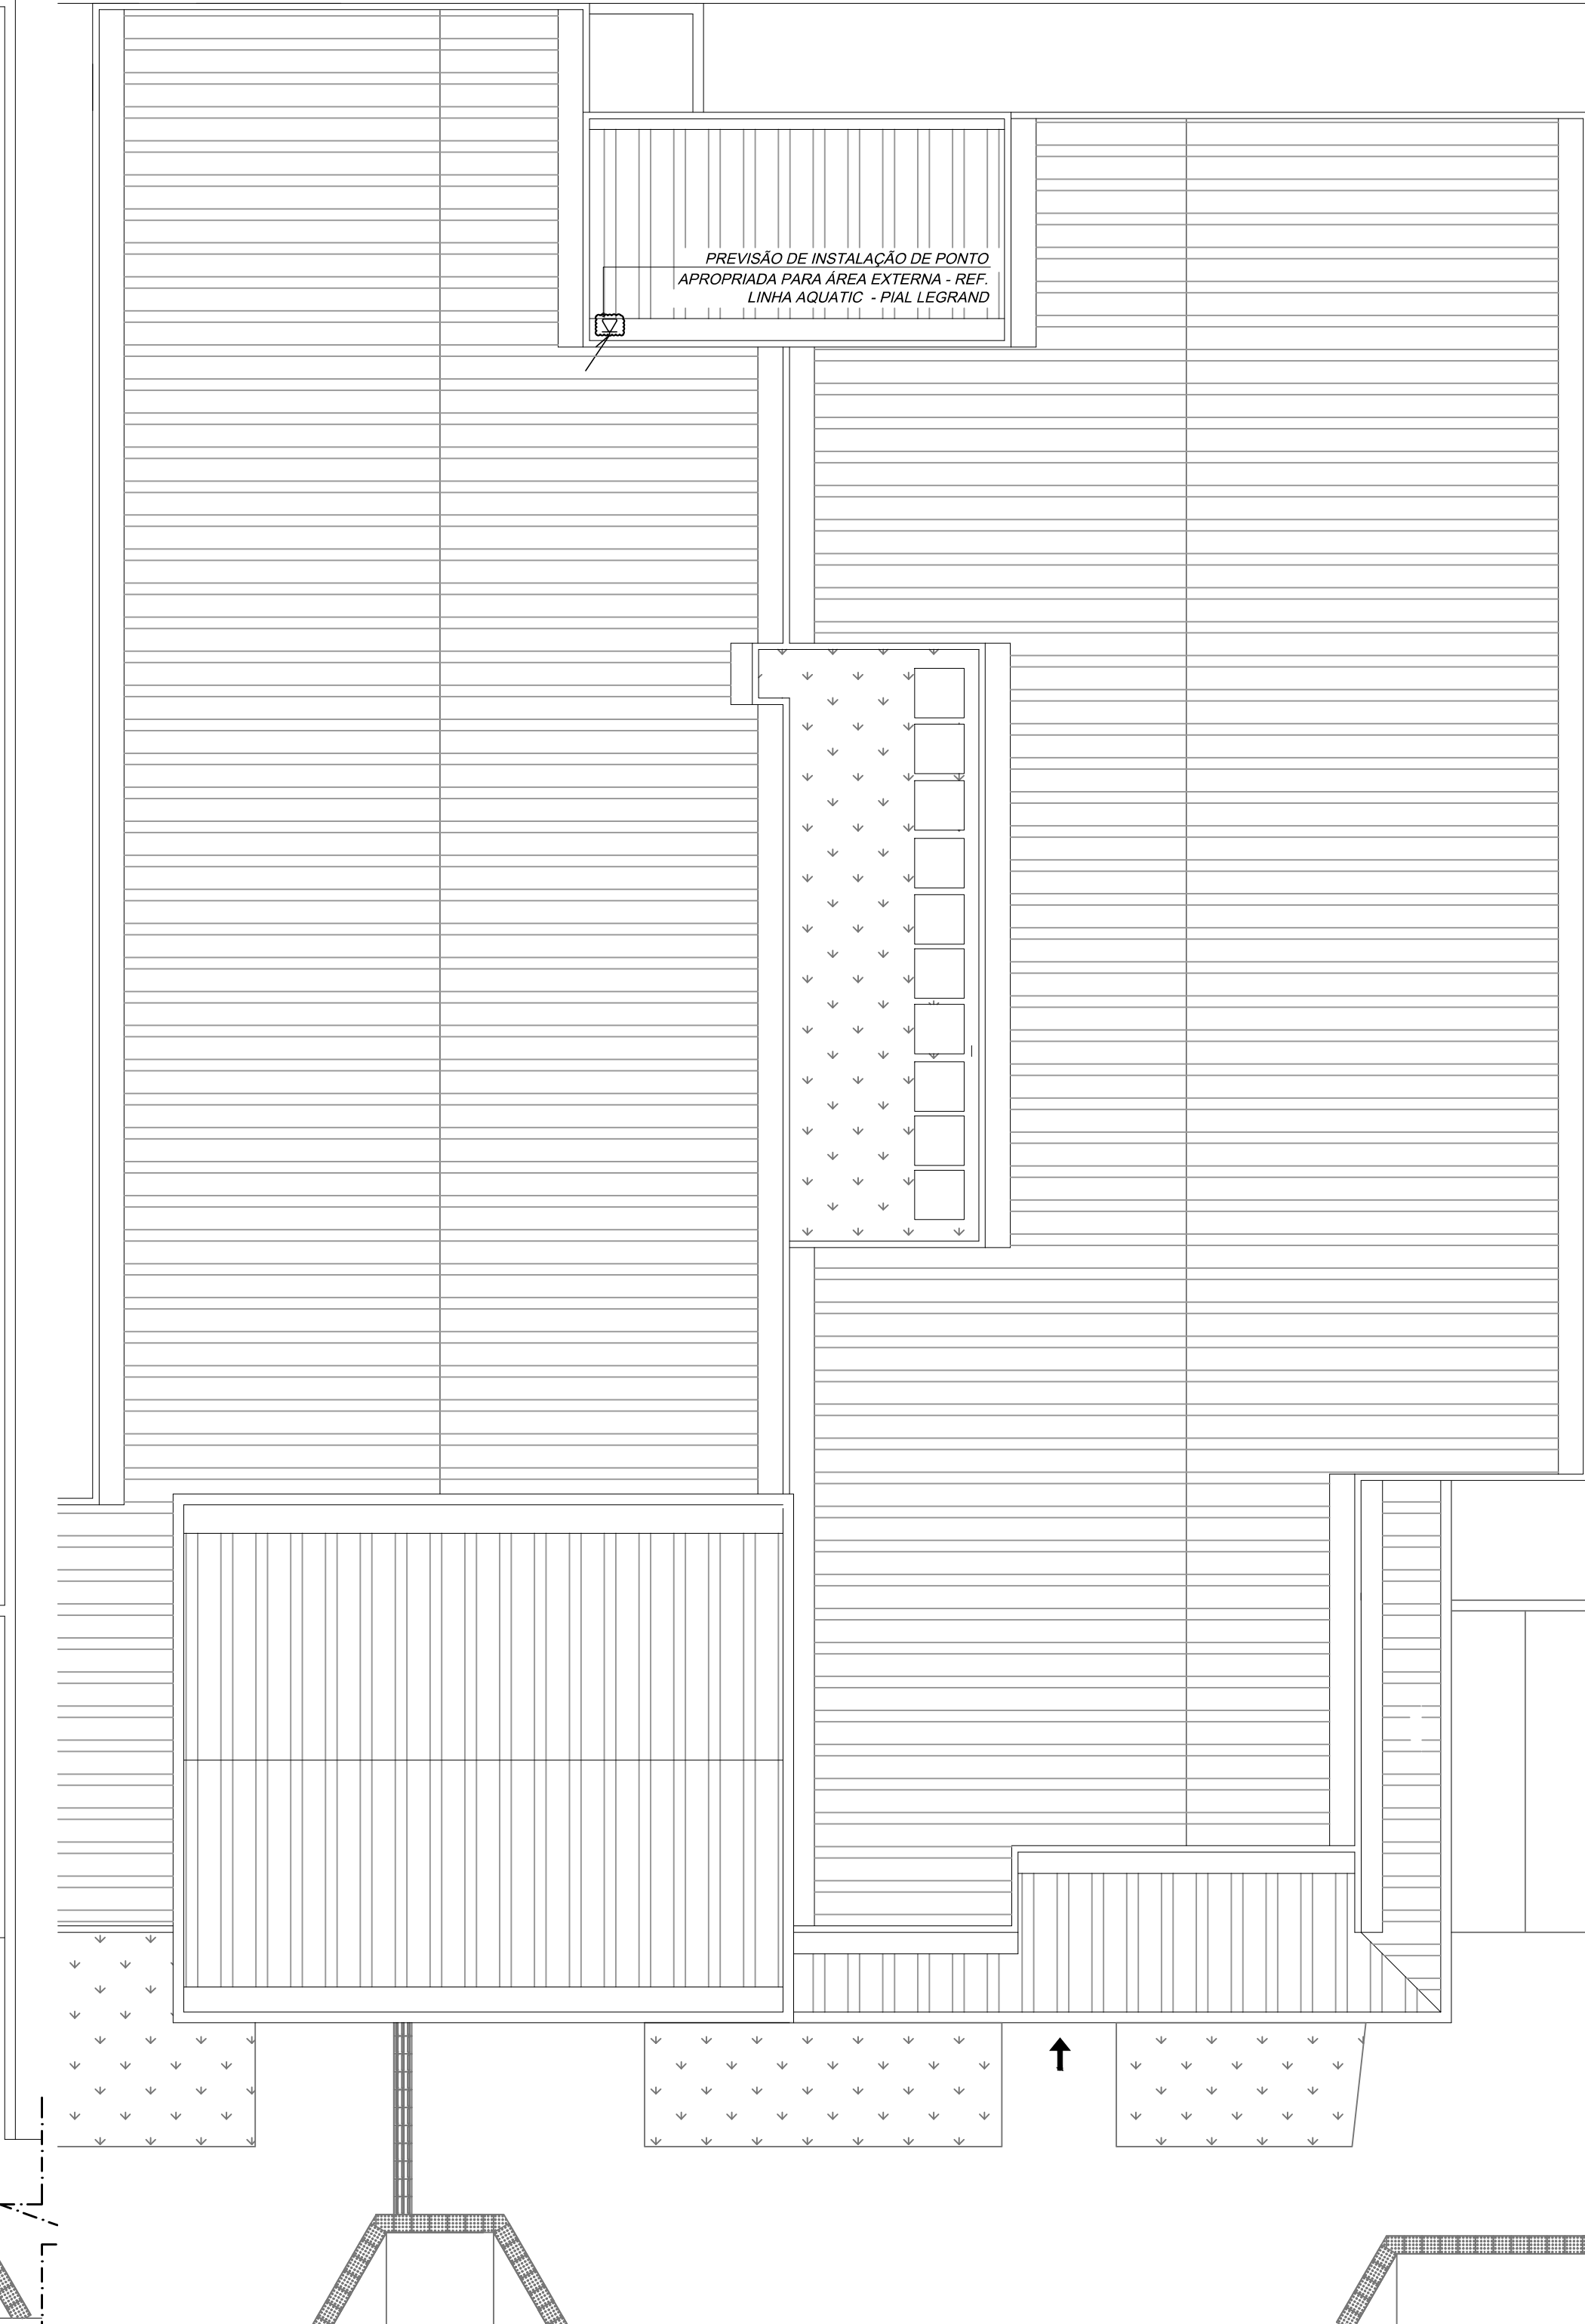 PREVISÃO DE INSTALAÇÃO DE PONTO
APROPRIADA PARA ÁREA EXTERNA - REF.
LINHA AQUATIC - PIAL LEGRAND